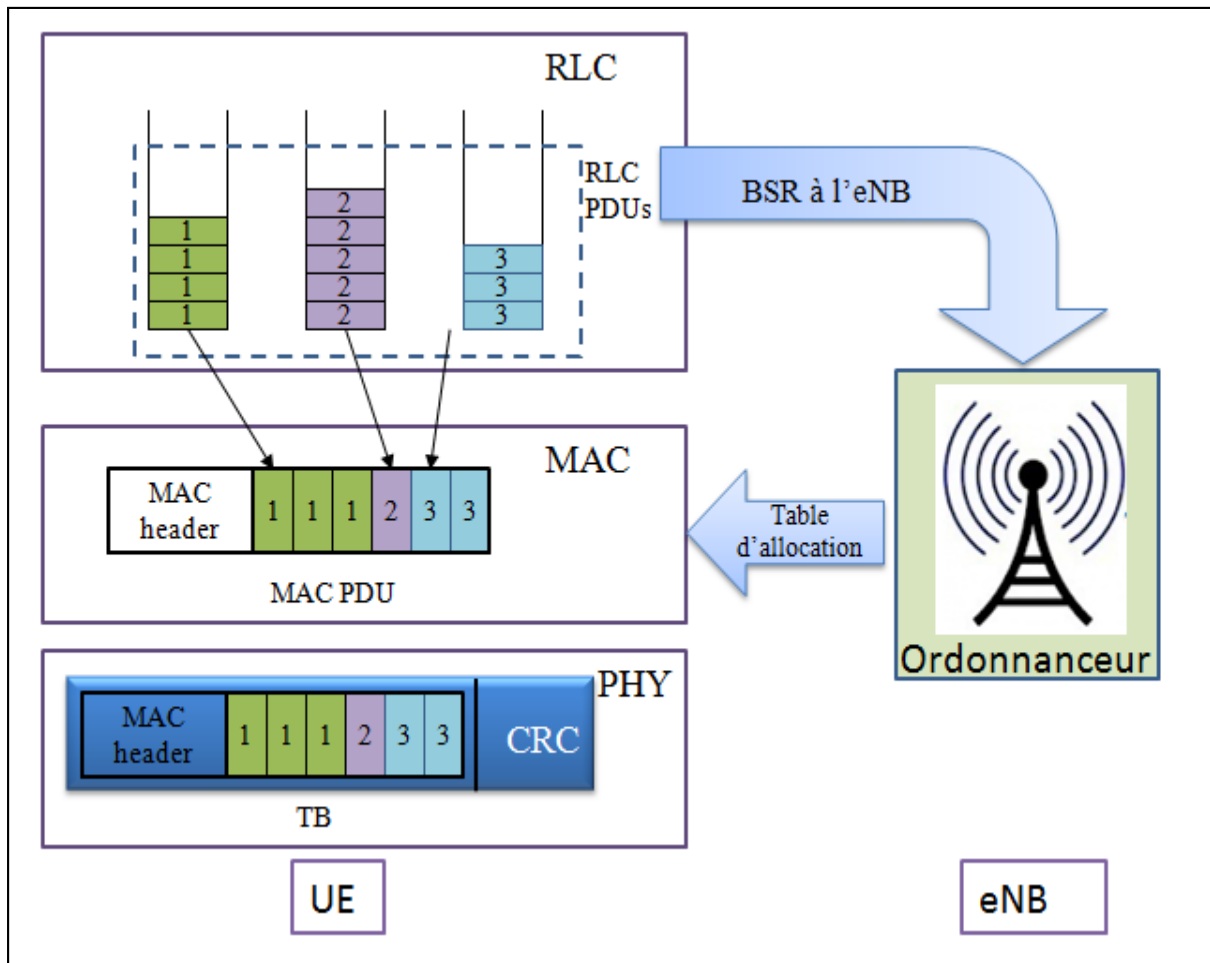 RLC
RLC
PDUs
1
1
1
1
2
2
2
2
2
3
3
3
BSR à l'eNB
MAC
MAC
header
1 1 1 2 3 3
MAC PDU
Table
d'allocation
Ordonnanceur
PHY
MAC
header
1 1 1 2 3 3
CRC
TB
UE
eNB